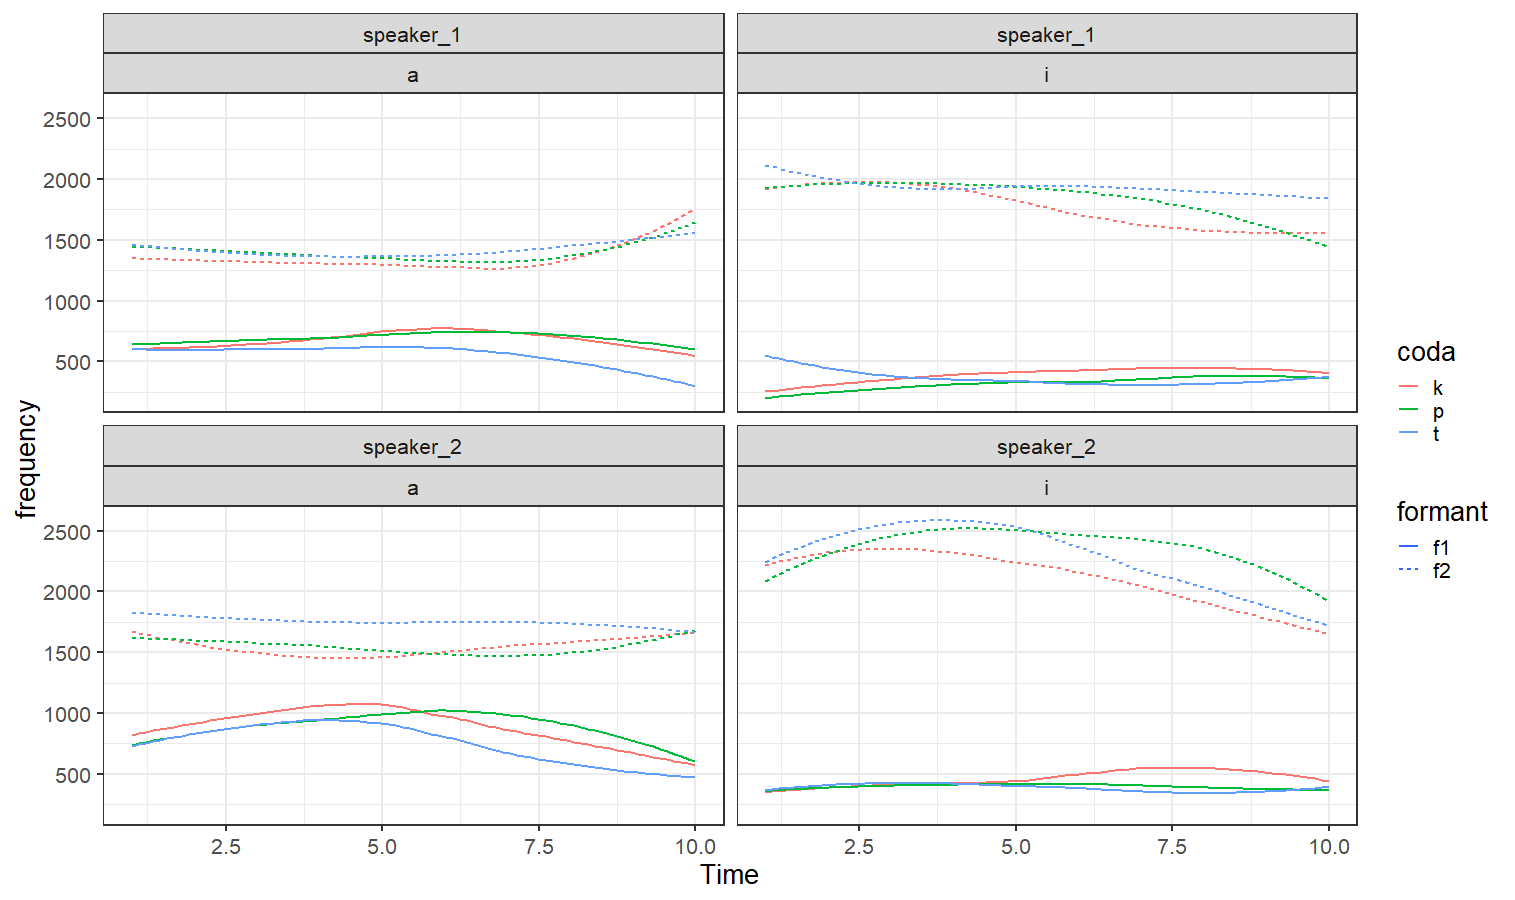 speaker_1
speaker_1
a
i
2500
2000
1500
1000
500
speaker_2
speaker_2
a
i
2500
2000
1500
1000
500
2.5
5.0
7.5
10.0
2.5
5.0
7.5
10.0
Time
frequency
coda
k
p
t
formant
f1
f2